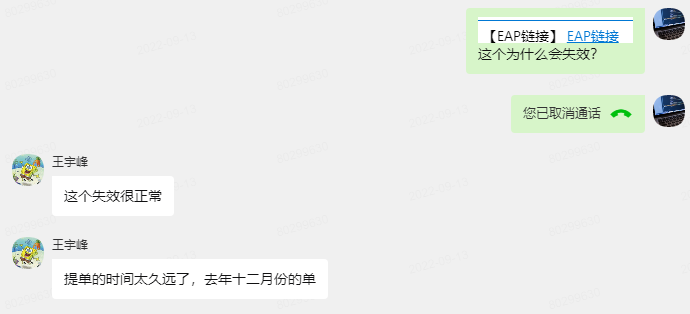 【EAP链接】 EAP链接
这个为什么会失效?
您已取消通话
王宇峰
这个失效很正常
王宇峰
提单的时间太久远了，去年十二月份的单